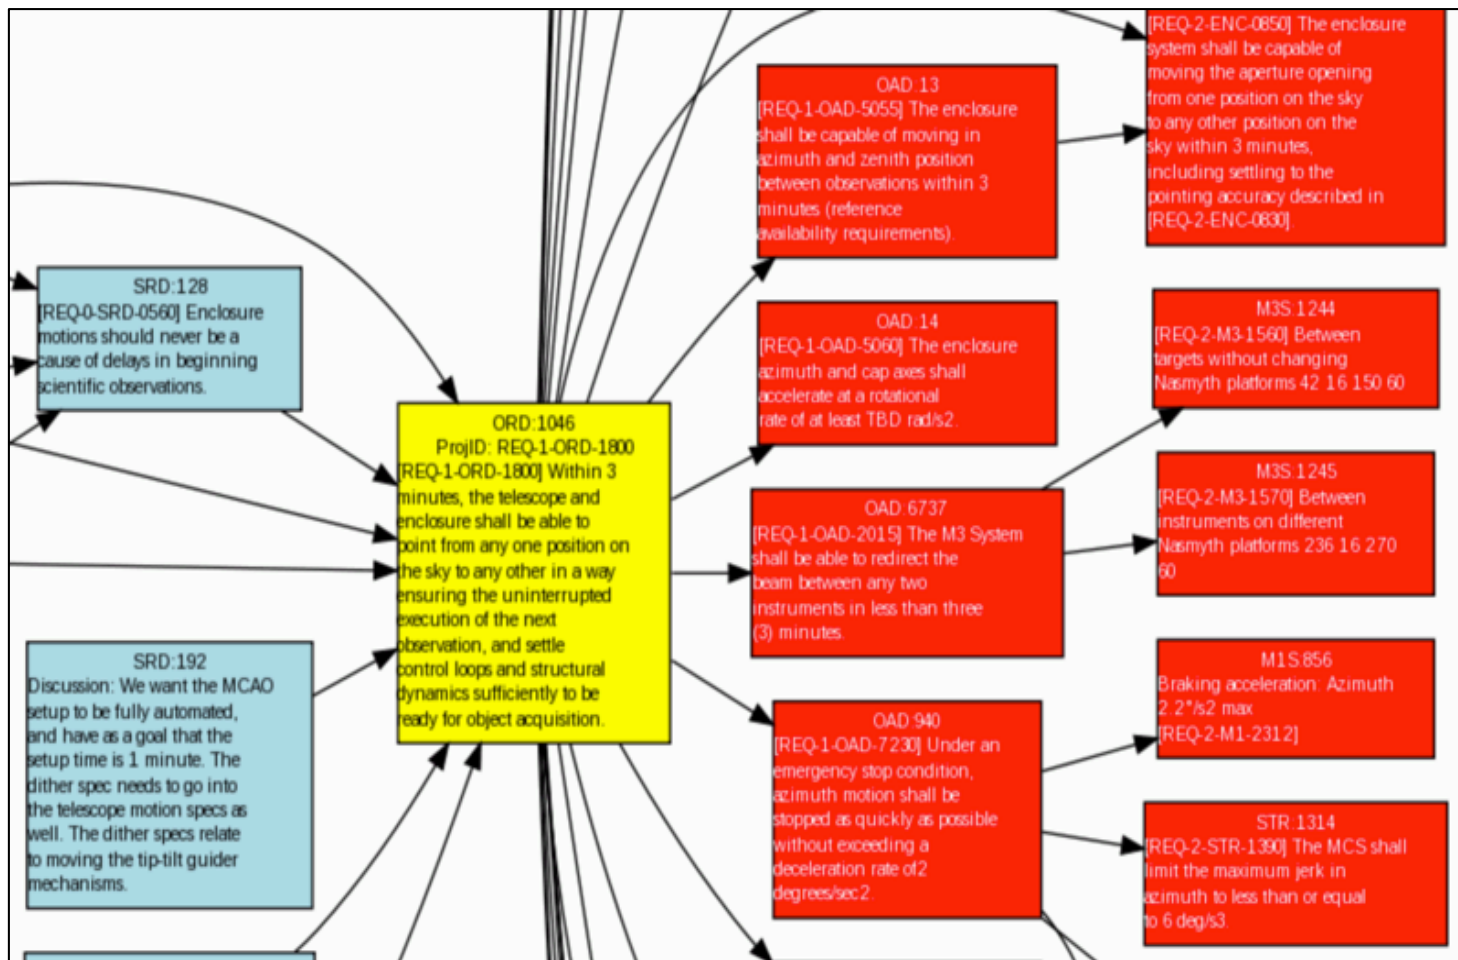 SRD:128
[REQ-0-SRD-0560] Enclosure
motions should never be a
cause of delays in beginning
scientific observations.
SRD:192
Discussion: We want the MCAO
setup to be fully automated,
and have as a goal that the
setup time is 1 minute. The
dither spec needs to go into
the telescope motion specs as
well. The dither specs relate
to moving the tip-tilt guider
mechanisms.
ORD:1046
ProjID: REQ-1-ORD-1800
[REQ-1-ORD-1800] Within 3
minutes, the telescope and
enclosure shall be able to
point from any one position on
the sky to any other in a way
ensuring the uninterrupted
execution of the next
observation, and settle
control loops and structural
dynamics sufficiently to be
ready for object acquisition.
OAD:13
[REQ-1-OAD-5055] The enclosure
shall be capable of moving in
azimuth and zenith position
between observations within 3
minutes (reference
availability requirements).
OAD:14
[REQ-1-OAD-5060] The enclosure
azimuth and cap axes shall
accelerate at a rotational
rate of at least TBD rad/s2.
OAD:6737
[REQ-1-OAD-2015] The M3 System
shall be able to redirect the
beam between any two
instruments in less than three
(3) minutes.
OAD:940
[REQ-1-OAD-7230] Under an
emergency stop condition,
azimuth motion shall be
stopped as quickly as possible
without exceeding a
deceleration rate of2
degrees/sec2.
[REQ-2-ENC-0850] The enclosure
system shall be capable of
moving the aperture opening
from one position on the sky
to any other position on the
sky within 3 minutes,
including settling to the
pointing accuracy described in
[REQ-2-ENC-0830].
M3S:1244
[REQ-2-M3-1560] Between
targets without changing
Nasmyth platforms 42 16 150 60
M3S:1245
[REQ-2-M3-1570] Between
instruments on different
Nasmyth platforms 236 16 270
60
M1S:856
Braking acceleration: Azimuth
2.2°/s2 max
[REQ-2-M1-2312]
STR:1314
[REQ-2-STR-1390] The MCS shall
limit the maximum jerk in
azimuth to less than or equal
to 6 deg/s3.